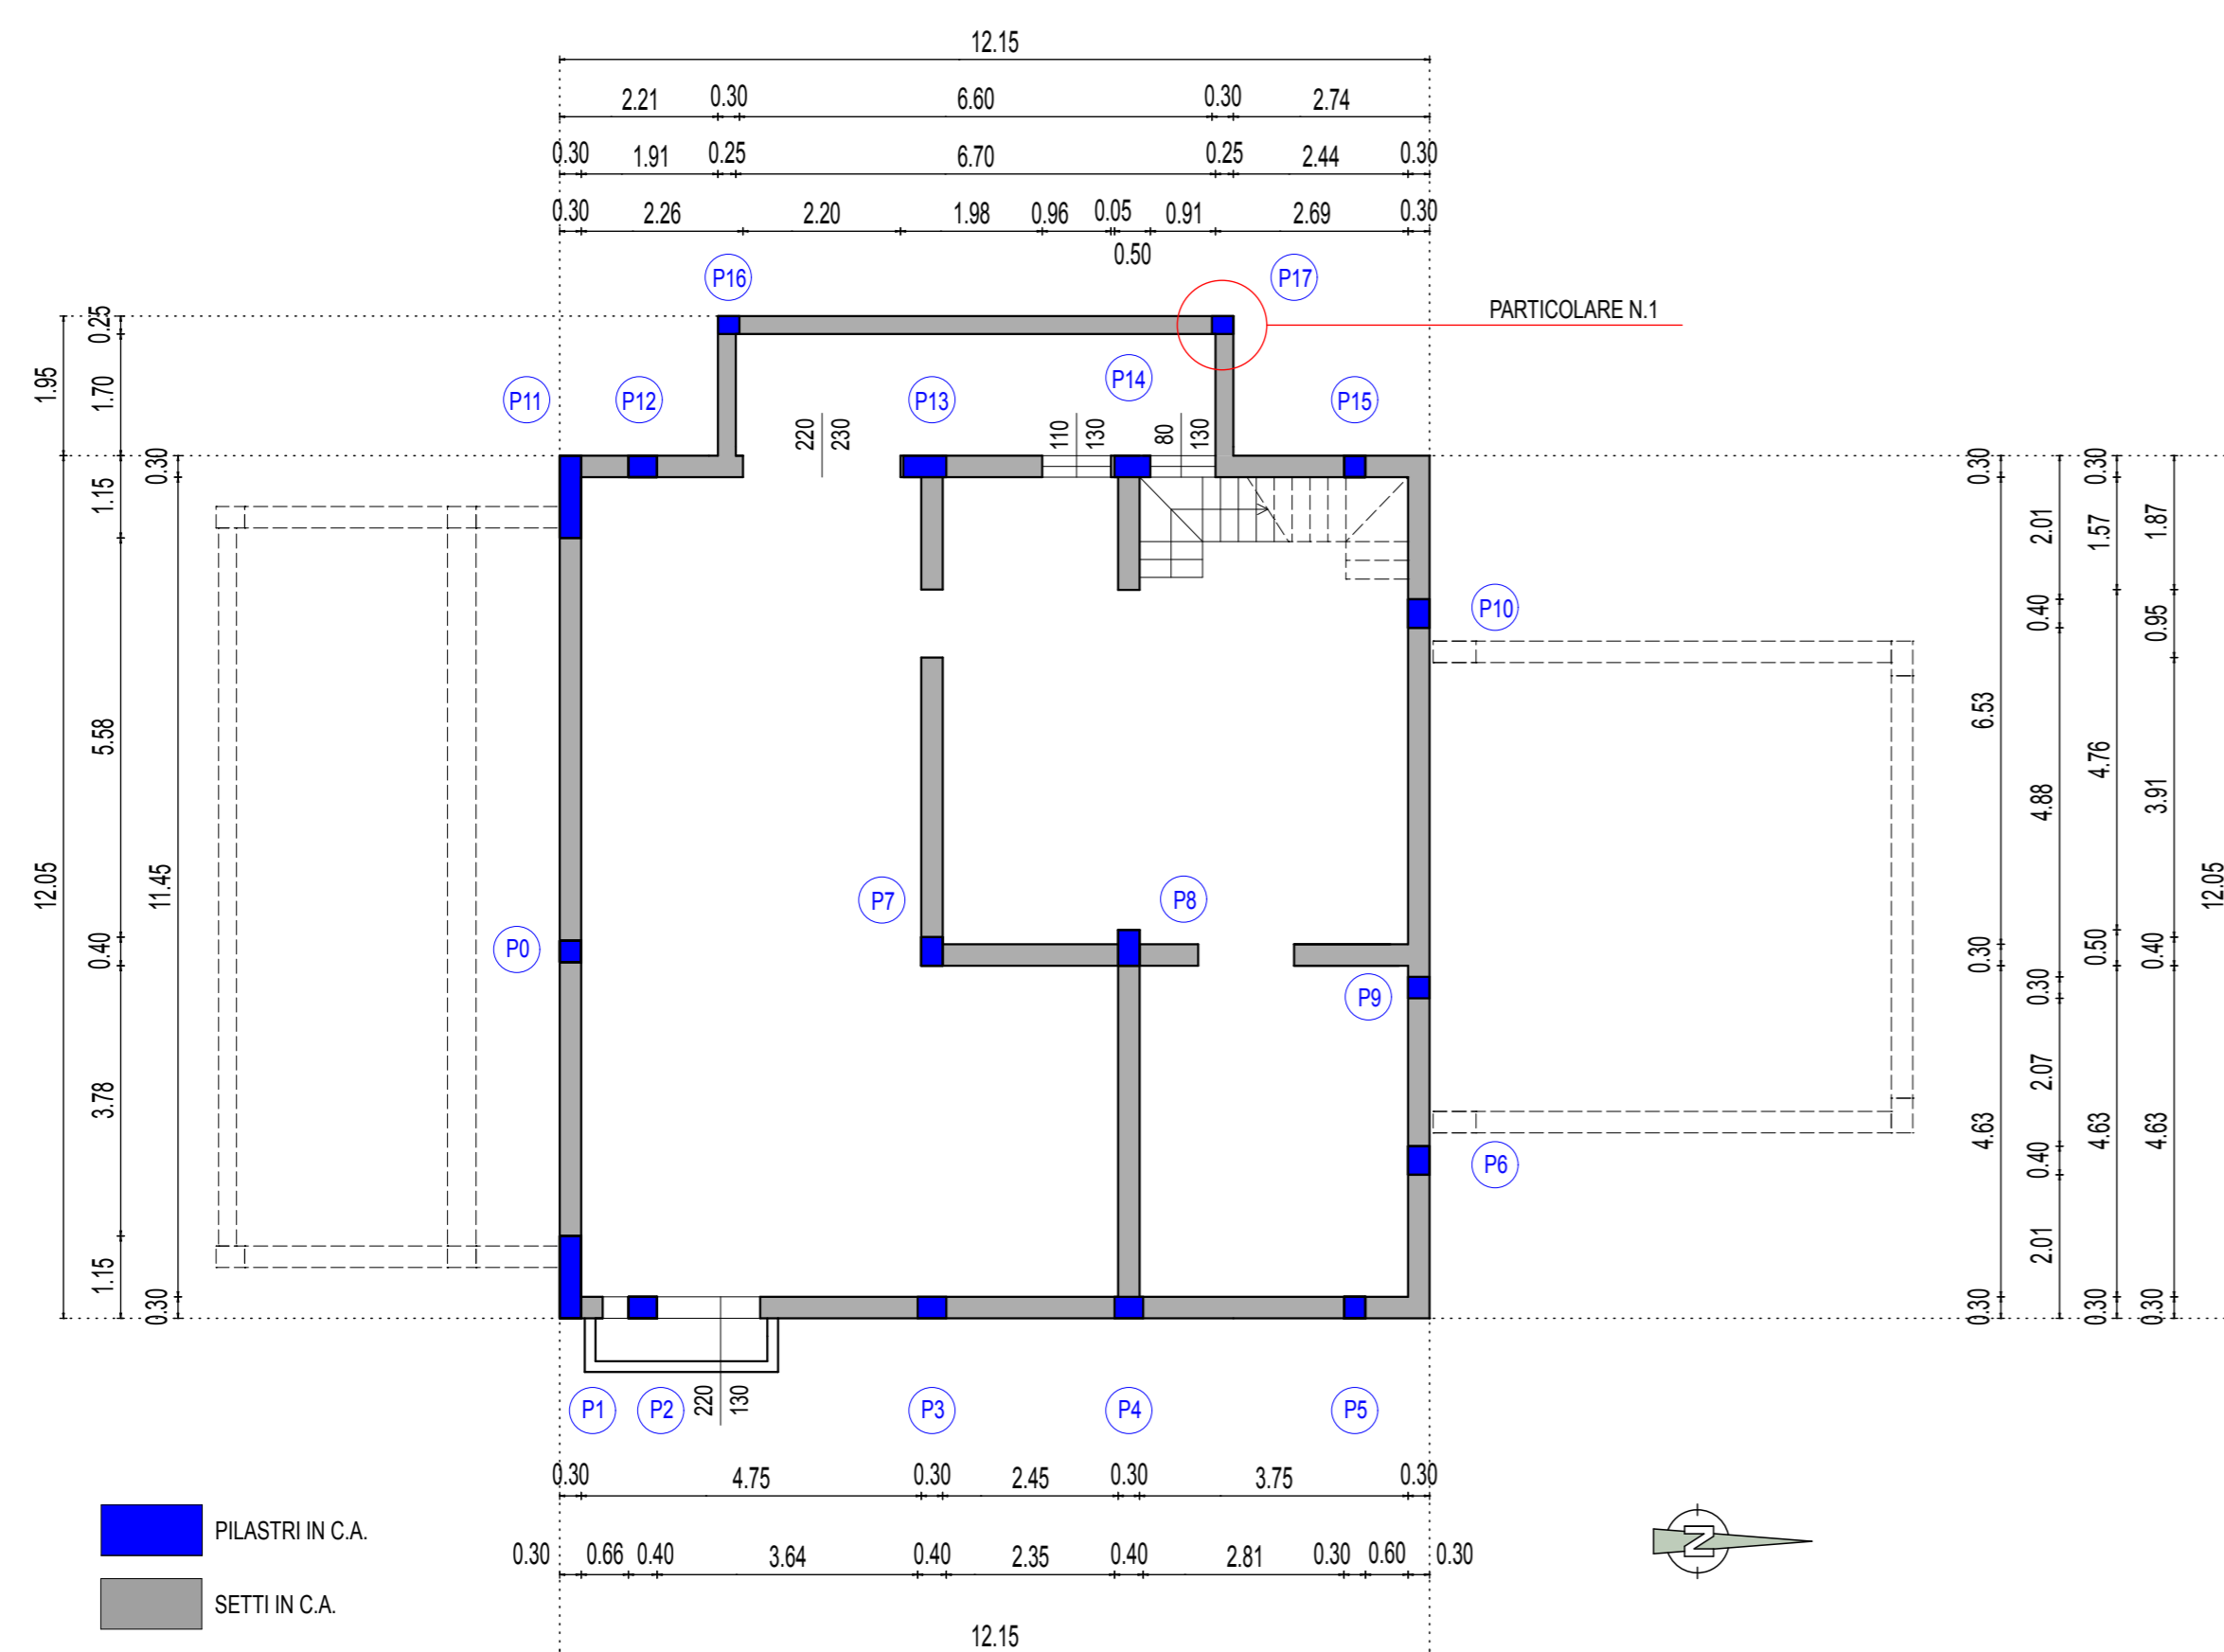 12.15
2.21 0.30 6.60 0.30 2.74
0.30 1.91 0.25 6.70 0.25 2.44 0.30
0.30 2.26 2.20 1.98 0.96 0.05 0.91 2.69 0.30
0.50
P16 P17
PARTICOLARE N.1
P11 P12 P13 P14 P15
220 230
110 130
80 130
1.95 12.05
0.25 1.70 1.15 5.58 0.40 3.78 1.15
0.30 11.45 0.30
P10
P7 P8
P0
P9
P6
0.30 6.53 0.30 4.63 0.30
2.01 0.40 4.88 0.30 2.07 0.40 2.01
0.30 1.57 4.76 0.50 4.63 0.30
1.87 0.95 3.91 0.40 4.63 0.30
12.05
P1 P2 220 130 P3 P4 P5
0.30 4.75 0.30 2.45 0.30 3.75 0.30
0.30 0.66 0.40 3.64 0.40 2.35 0.40 2.81 0.30 0.60 0.30
12.15
PILASTRI IN C.A.
SETTI IN C.A.
N